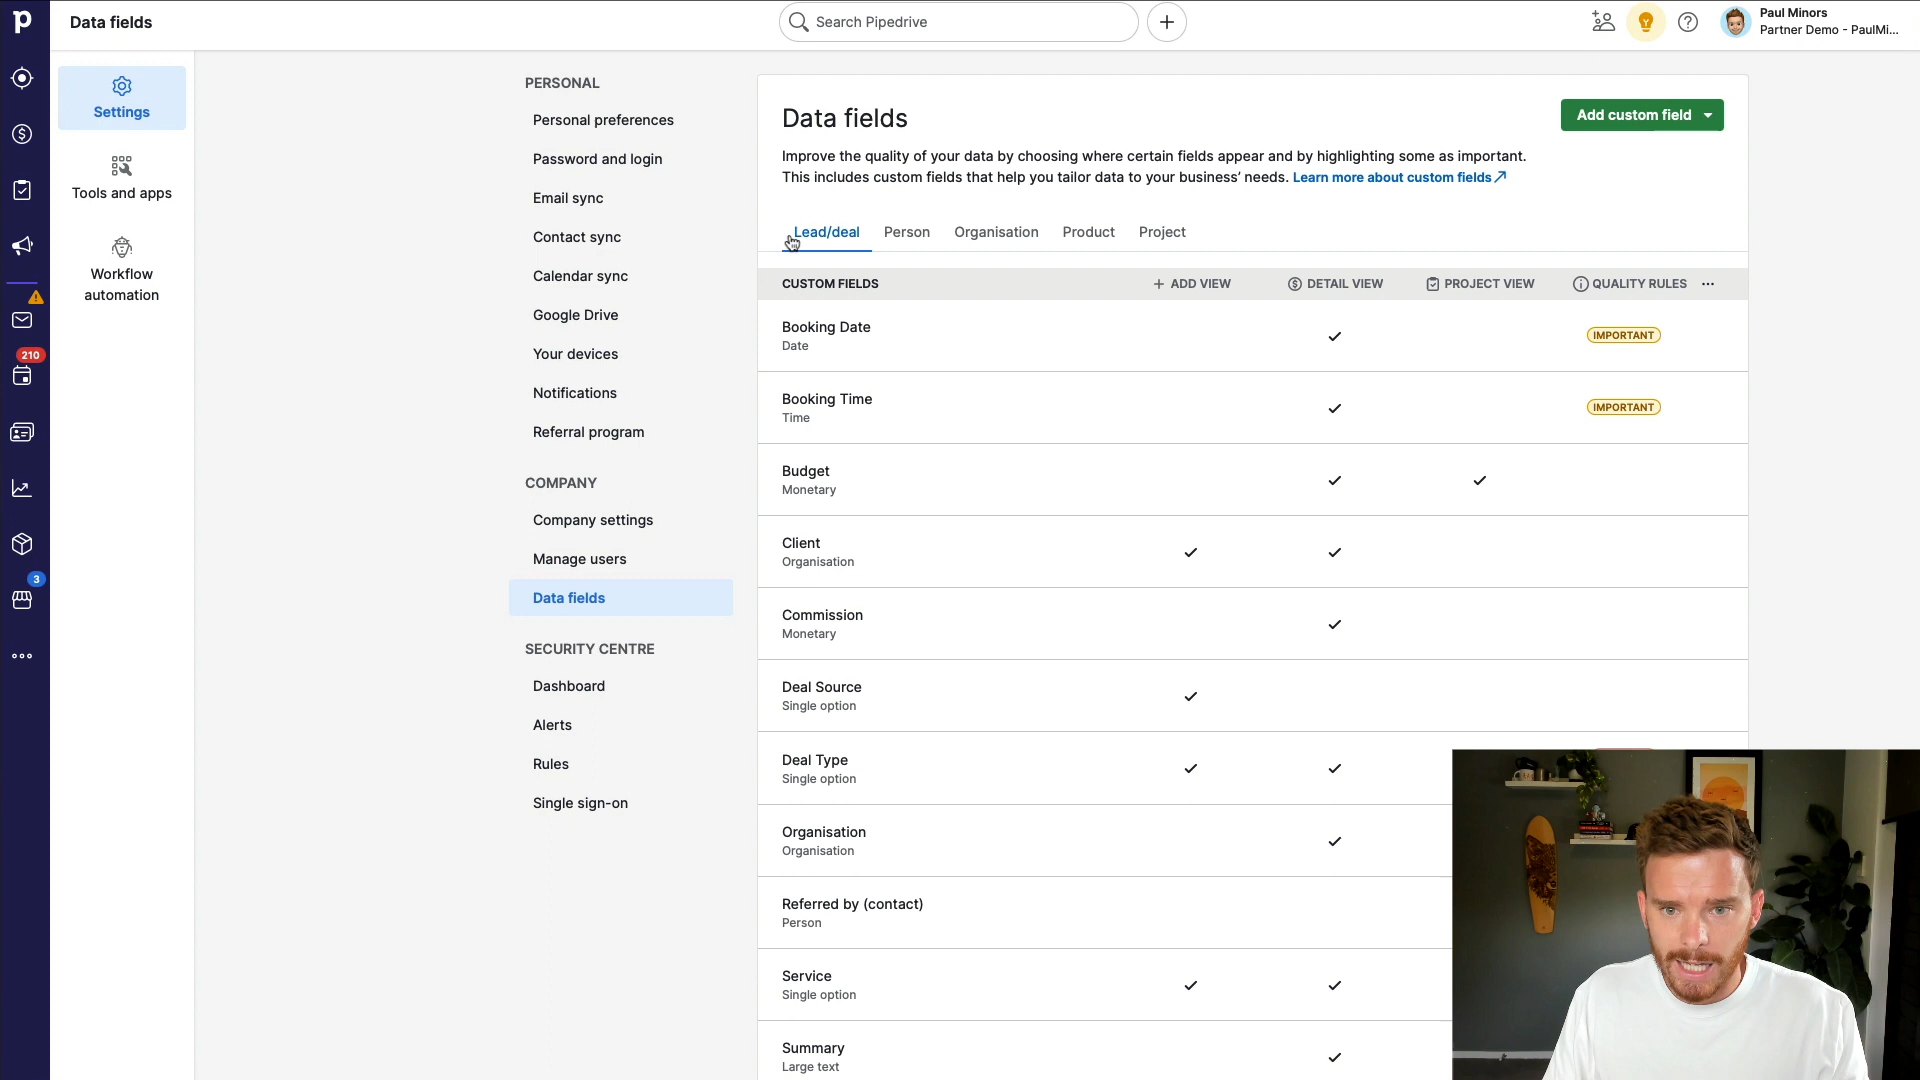 Data fields
Search Pipedrive
Paul Minors
Partner Demo - PaulMi...
Settings
Tools and apps
Workflow
automation
210
3
PERSONAL
Personal preferences
Password and login
Email sync
Contact sync
Calendar sync
Google Drive
Your devices
Notifications
Referral program
COMPANY
Company settings
Manage users
Data fields
SECURITY CENTRE
Dashboard
Alerts
Rules
Single sign-on
Data fields
Add custom field
Improve the quality of your data by choosing where certain fields appear and by highlighting some as important.
This includes custom fields that help you tailor data to your business’ needs. Learn more about custom fields
Lead/deal Person Organisation Product Project
CUSTOM FIELDS ADD VIEW DETAIL VIEW PROJECT VIEW QUALITY RULES
Booking Date
Date
IMPORTANT
Booking Time
Time
IMPORTANT
Budget
Monetary
Client
Organisation
Commission
Monetary
Deal Source
Single option
Deal Type
Single option
Organisation
Organisation
Referred by (contact)
Person
Service
Single option
Summary
Large text